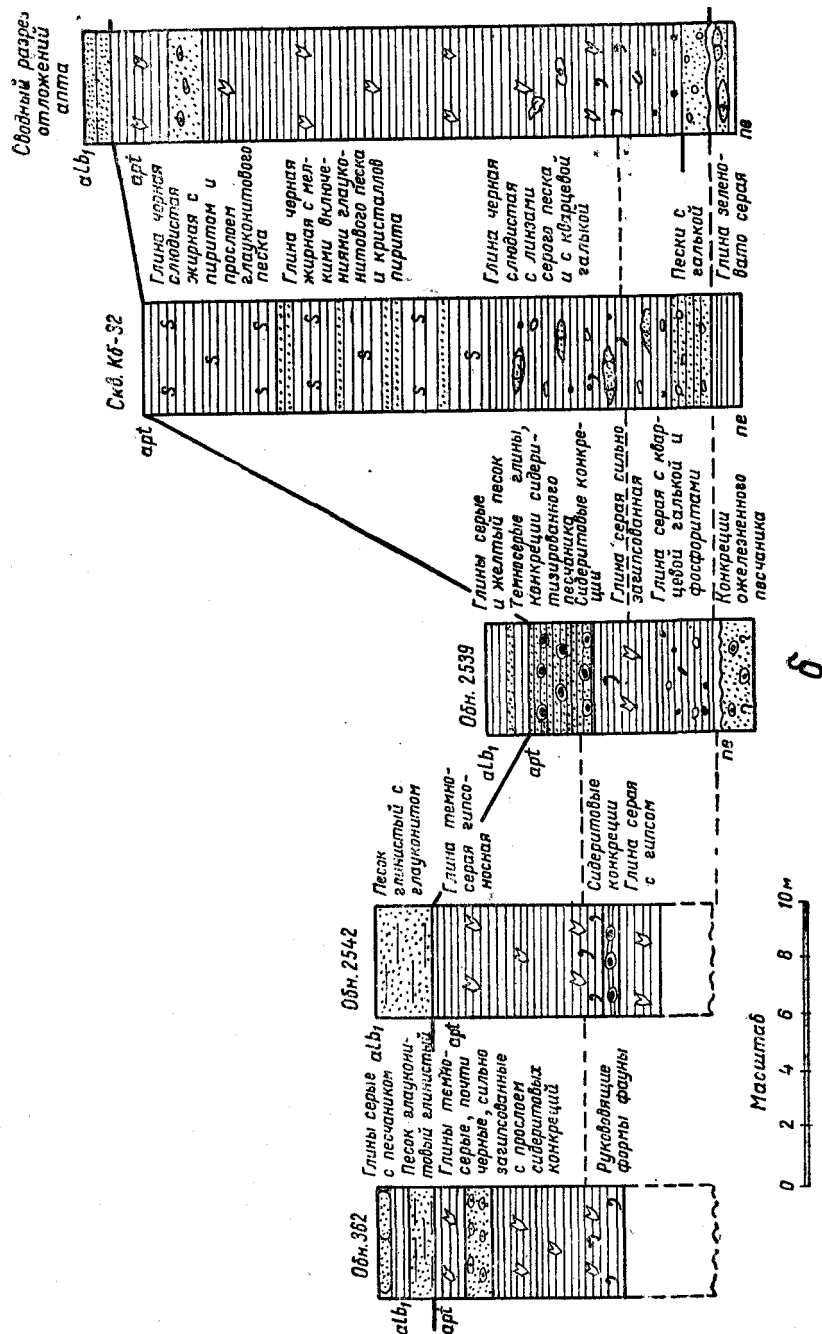 Сводный разрез
отложений
апта
alb₁
apt
Глина черная
слюдистая
жирная с
пиритом и
прослоем
глауконитового
песка
Глина черная
жирная с мел-
кими включе-
ниями глауко-
нитового песка
и кристаллов
пирита
Глина черная
слюдистая
с линзами
серого песка
и с кварцевой
галькой
Пески с
галькой
Глина зелено-
вато серая
пе
Скв. Кб-32
apt
пе
Глины серые
и желтый песок
Темносерые глины,
конкреции сидери-
тизированного
песчаника
Сидеритовые конкре-
ции
Глина серая сильно
загипсованная
Глина серая с квар-
цевой галькой и
фосфоритами
Конкреции
ожелезненного
песчаника
Обн. 2539
alb₁
apt
пе
б
Песок
глинистый с
глауконитом
Глина темно-
серая гипсо-
носная
Сидеритовые
конкреции
Глина серая
с гипсом
Обн. 2542
alb₁
apt
Глины серые
с песчаником
Песок глаукони-
товый глинистый
Глины темно-
серые, почти
черные, сильно
загипсованные
с прослоем
сидеритовых
конкреций
Руководящие
формы фауны
Обн. 362
alb₁
apt
Масштаб
0 2 4 6 8 10 м